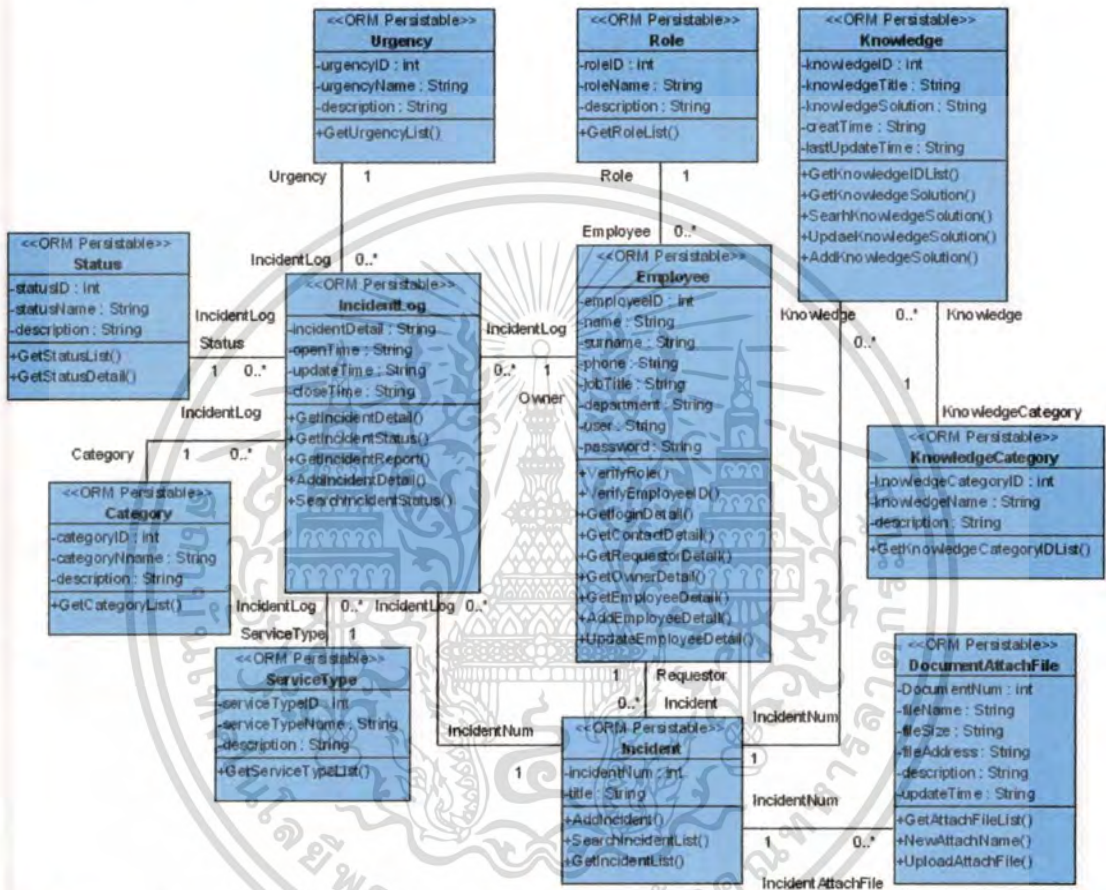 <<ORM Persistable>>
Urgency
-urgencyID : int
-urgencyName : String
-description : String
+GetUrgencyList()
<<ORM Persistable>>
Role
-roleID : int
-roleName : String
-description : String
+GetRoleList()
<<ORM Persistable>>
Knowledge
-knowledgeID : int
-knowledgeTitle : String
-knowledgeSolution : String
-creatTime : String
-lastUpdateTime : String
+GetKnowledgeIDList()
+GetKnowledgeSolution()
+SearhKnowledgeSolution()
+UpdaeKnowledgeSolution()
+AddKnowledgeSolution()
Urgency 1
Role 1
IncidentLog 0..*
Employee 0..*
<<ORM Persistable>>
Status
-statusID : int
-statusName : String
-description : String
+GetStatusList()
+GetStatusDetail()
IncidentLog
Status
1 0..*
<<ORM Persistable>>
IncidentLog
-incidentDetail : String
-openTime : String
-updateTime : String
-closeTime : String
+GetIncidentDetail()
+GetIncidentStatus()
+GetIncidentReport()
+AddIncidentDetail()
+SearchIncidentStatus()
IncidentLog
0..* 1
Owner
<<ORM Persistable>>
Employee
-employeeID : int
-name : String
-surname : String
-phone : String
-jobTitle : String
-department : String
-user : String
-password : String
+VerifyRole()
+VerifyEmployeeID()
+GetloginDetail()
+GetContactDetail()
+GetRequestorDetail()
+GetOwnerDetail()
+GetEmployeeDetail()
+AddEmployeeDetail()
+UpdateEmployeeDetail()
Knowledge 0..* Knowledge
0..*
1
KnowledgeCategory
<<ORM Persistable>>
KnowledgeCategory
-knowledgeCategoryID : int
-knowledgeName : String
-description : String
+GetKnowledgeCategoryIDList()
IncidentLog
Category 1 0..*
<<ORM Persistable>>
Category
-categoryID : int
-categoryNname : String
-description : String
+GetCategoryList()
IncidentLog 0..* IncidentLog 0..*
ServiceType 1
<<ORM Persistable>>
ServiceType
-serviceTypeID : int
-serviceTypeName : String
-description : String
+GetServiceTypeList()
1 Requestor
0..* Incident
IncidentNum
1
IncidentNum
1
<<ORM Persistable>>
Incident
-incidentNum : int
-title : String
+AddIncident()
+SearchIncidentList()
+GetIncidentList()
IncidentNum
1 0..*
Incident AttachFile
<<ORM Persistable>>
DocumentAttachFile
-DocumentNum : int
-fileName : String
-fileSize : String
-fileAddress : String
-description : String
-updateTime : String
+GetAttachFileList()
+NewAttachName()
+UploadAttachFile()